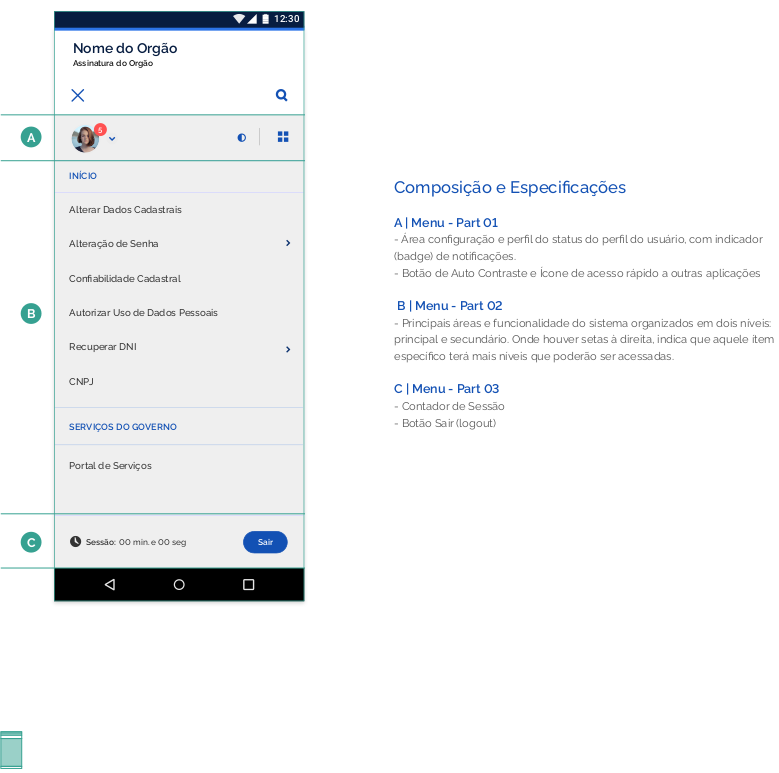 12:30
Nome do Orgão
Assinatura do Orgão
A
5
INÍCIO
Alterar Dados Cadastrais
Alteração de Senha
Confiabilidade Cadastral
B
Autorizar Uso de Dados Pessoais
Recuperar DNI
CNPJ
SERVIÇOS DO GOVERNO
Portal de Serviços
C
Sessão: 00 min. e 00 seg
Sair
Composição e Especificações
A | Menu - Part 01
- Área configuração e perfil do status do perfil do usuário, com indicador
(badge) de notificações.
- Botão de Auto Contraste e Ícone de acesso rápido a outras aplicações
B | Menu - Part 02
- Principais áreas e funcionalidade do sistema organizados em dois níveis:
principal e secundário. Onde houver setas à direita, indica que aquele item
especifico terá mais niveis que poderão ser acessadas.
C | Menu - Part 03
- Contador de Sessão
- Botão Sair (logout)